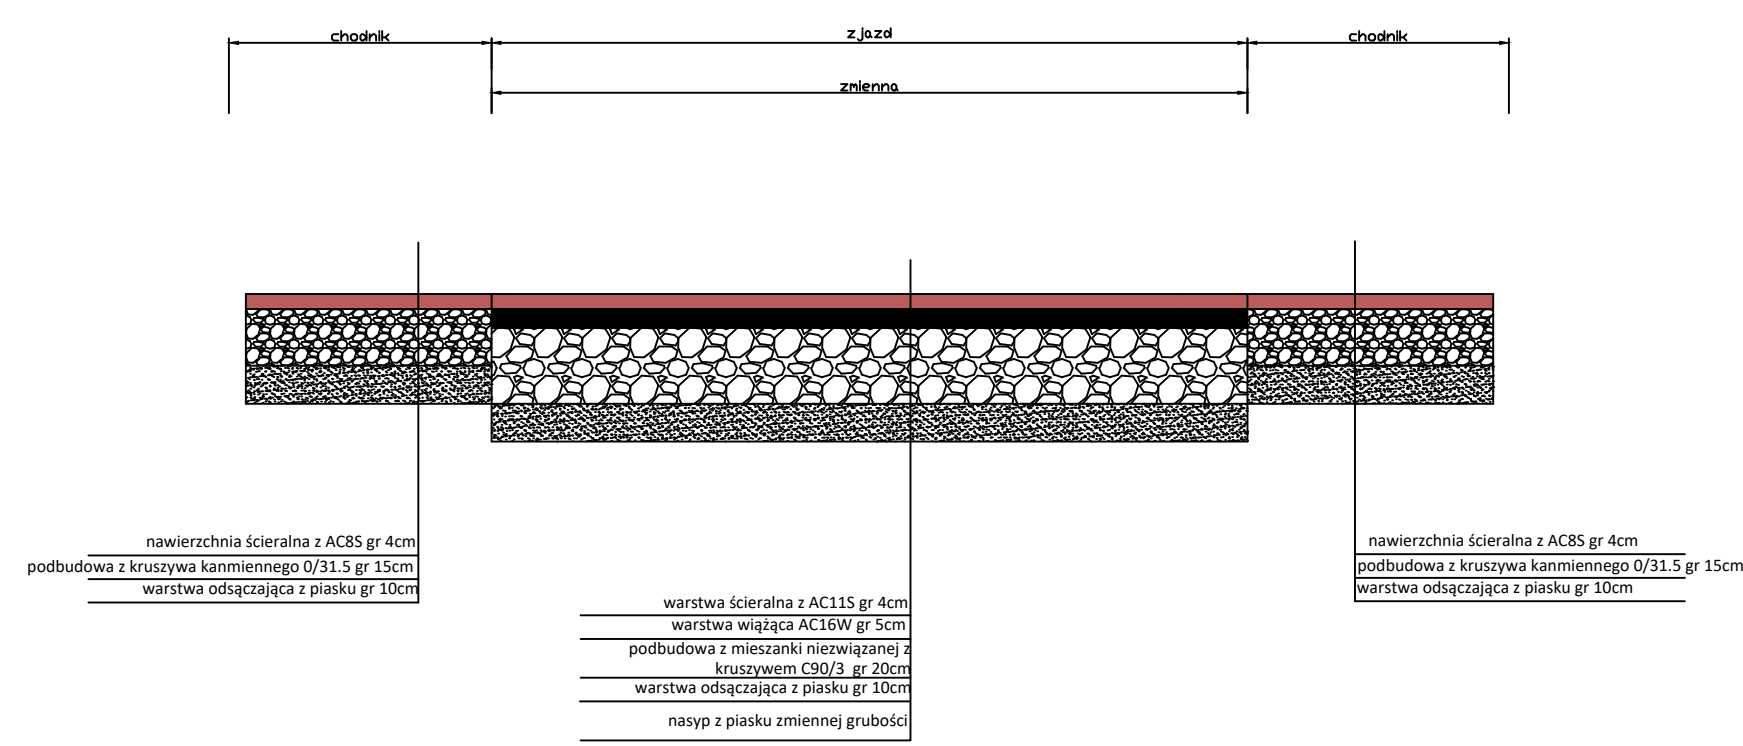 chodnik
zjazd
chodnik
zmienna
nawierzchnia ścieralna z AC8S gr 4cm
podbudowa z kruszywa kanmiennego 0/31.5 gr 15cm
warstwa odsączająca z piasku gr 10cm
warstwa ścieralna z AC11S gr 4cm
warstwa wiążąca AC16W gr 5cm
podbudowa z mieszanki niezwiązanej z
kruszywem C90/3 gr 20cm
warstwa odsączająca z piasku gr 10cm
nasyp z piasku zmiennej grubości
nawierzchnia ścieralna z AC8S gr 4cm
podbudowa z kruszywa kanmiennego 0/31.5 gr 15cm
warstwa odsączająca z piasku gr 10cm